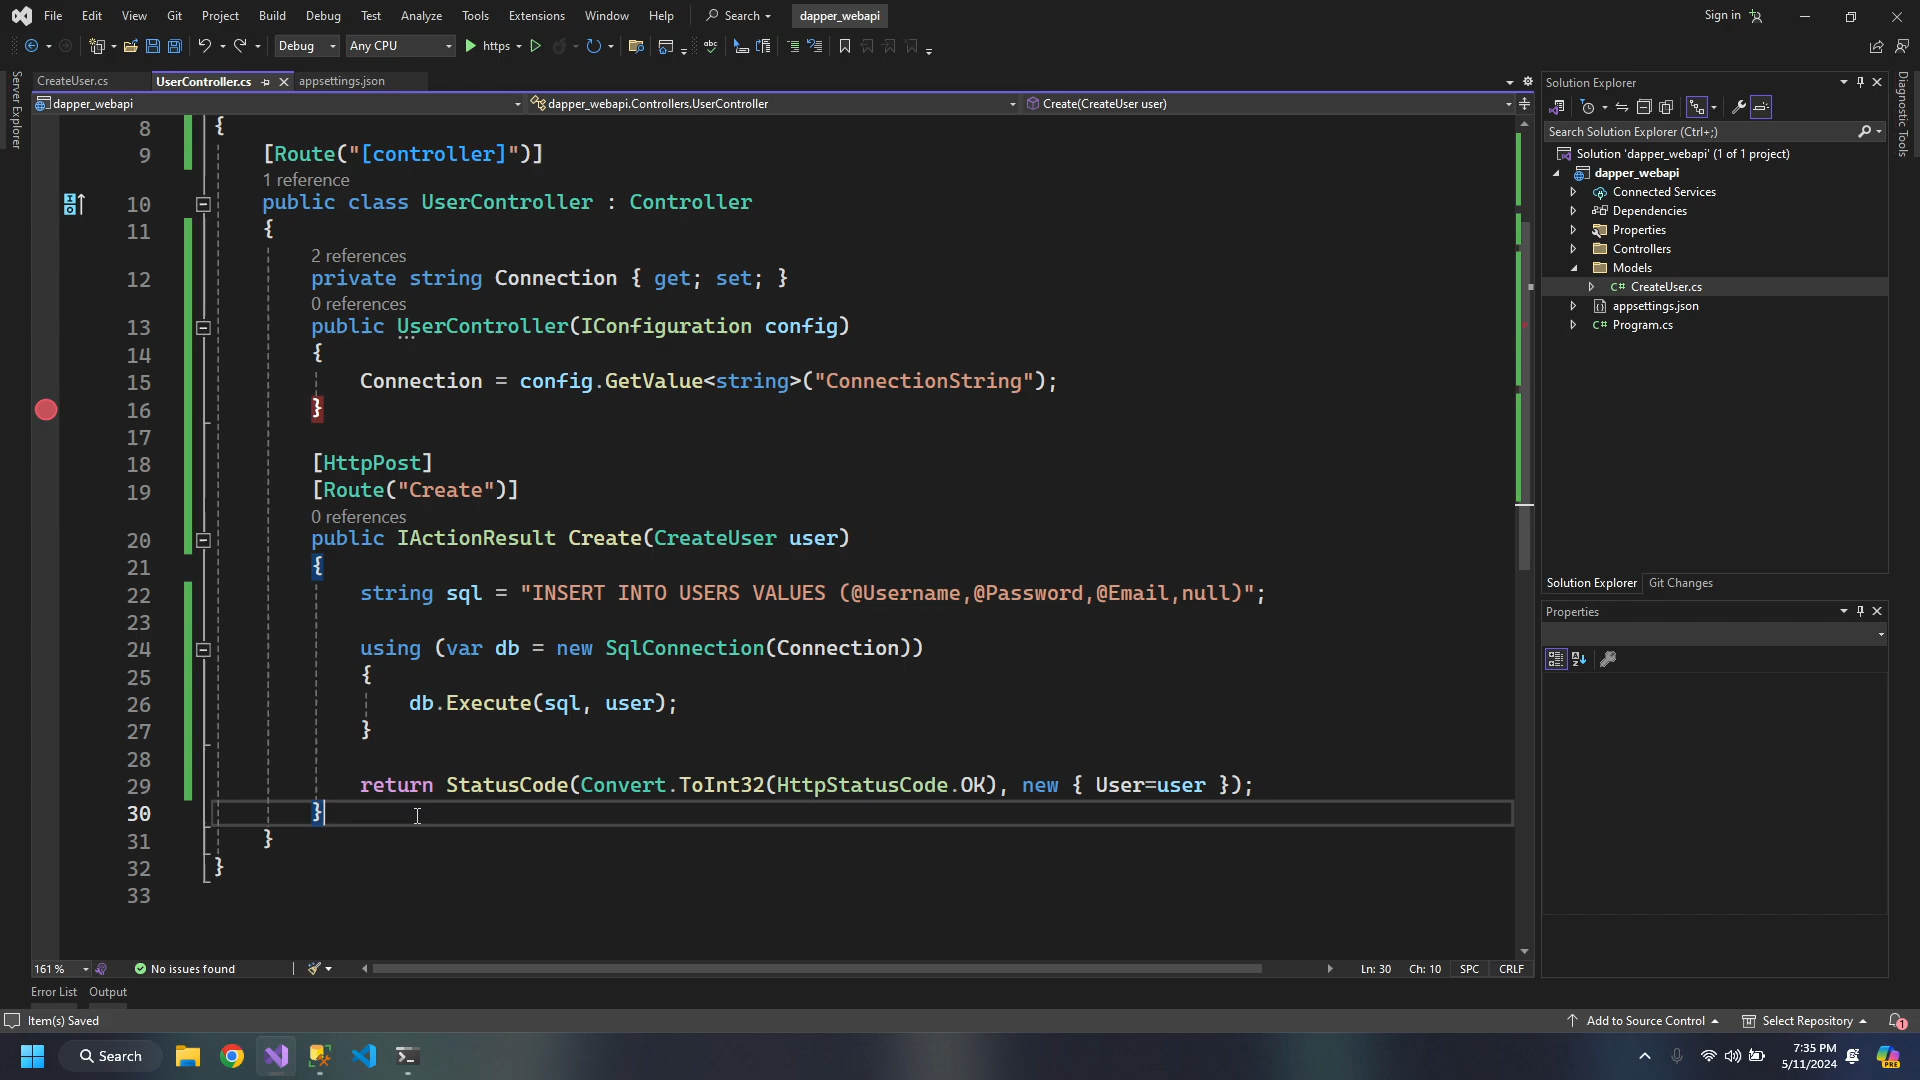 File Edit View Git Project Build Debug Test Analyze Tools Extensions Window Help Search dapper_webapi Sign in
Debug Any CPU https
CreateUser.cs UserController.cs appsettings.json
dapper_webapi dapper_webapi.Controllers.UserController Create(CreateUser user)
Server Explorer
8 {
9 [Route("[controller]")]
1 reference
10 public class UserController : Controller
11 {
2 references
12 private string Connection { get; set; }
0 references
13 public UserController(IConfiguration config)
14 {
15 Connection = config.GetValue<string>("ConnectionString");
16 }
17
18 [HttpPost]
19 [Route("Create")]
0 references
20 public IActionResult Create(CreateUser user)
21 {
22 string sql = "INSERT INTO USERS VALUES (@Username,@Password,@Email,null)";
23
24 using (var db = new SqlConnection(Connection))
25 {
26 db.Execute(sql, user);
27 }
28
29 return StatusCode(Convert.ToInt32(HttpStatusCode.OK), new { User=user });
30 }
31 }
32 }
33
161 % No issues found Ln: 30 Ch: 10 SPC CRLF
Error List Output
Solution Explorer
Search Solution Explorer (Ctrl+;)
Solution 'dapper_webapi' (1 of 1 project)
dapper_webapi
Connected Services
Dependencies
Properties
Controllers
Models
C# CreateUser.cs
appsettings.json
C# Program.cs
Solution Explorer Git Changes
Properties
Diagnostic Tools
Item(s) Saved Add to Source Control Select Repository 1
Search 7:35 PM
5/11/2024
PRE